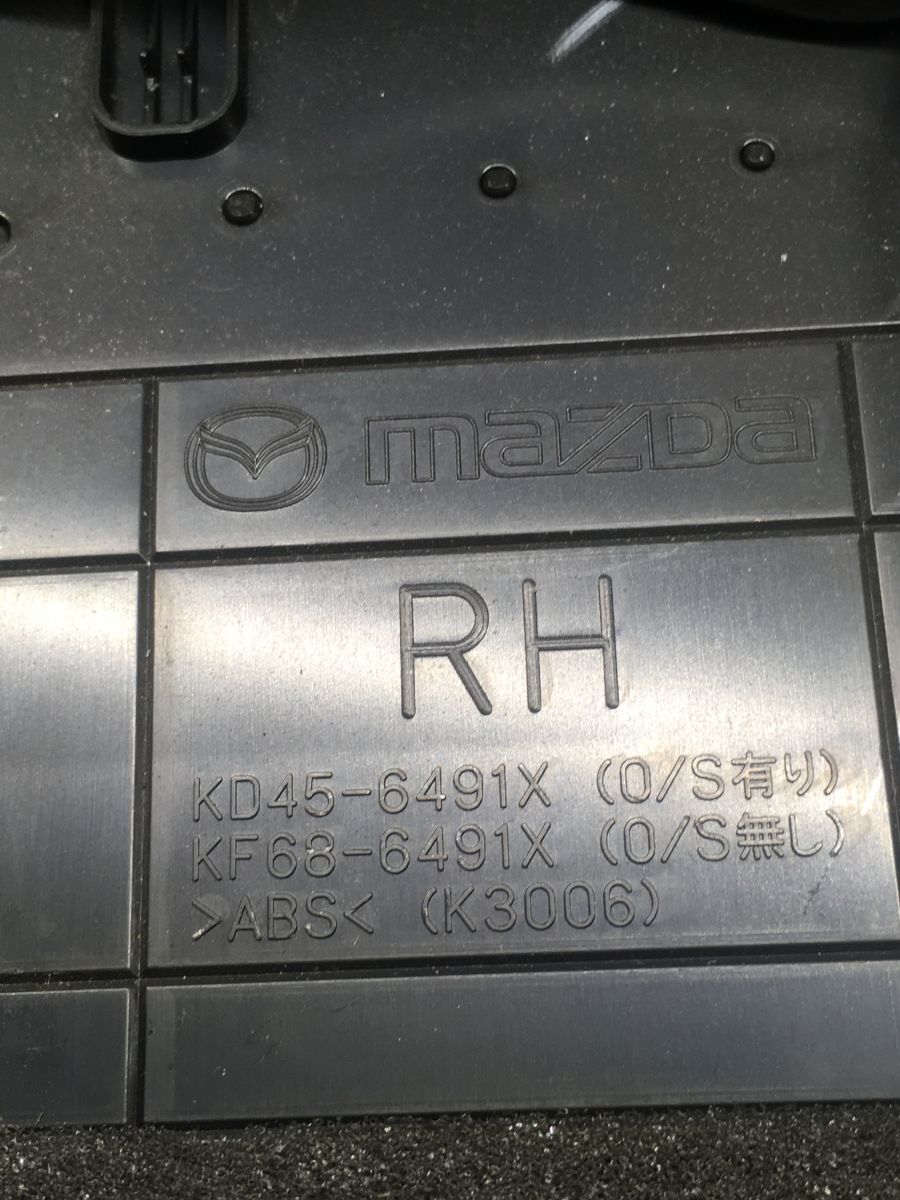 mazda
RH
KD45-6491X (O/S有り)
KF68-6491X (O/S無し)
>ABS< (K3006)